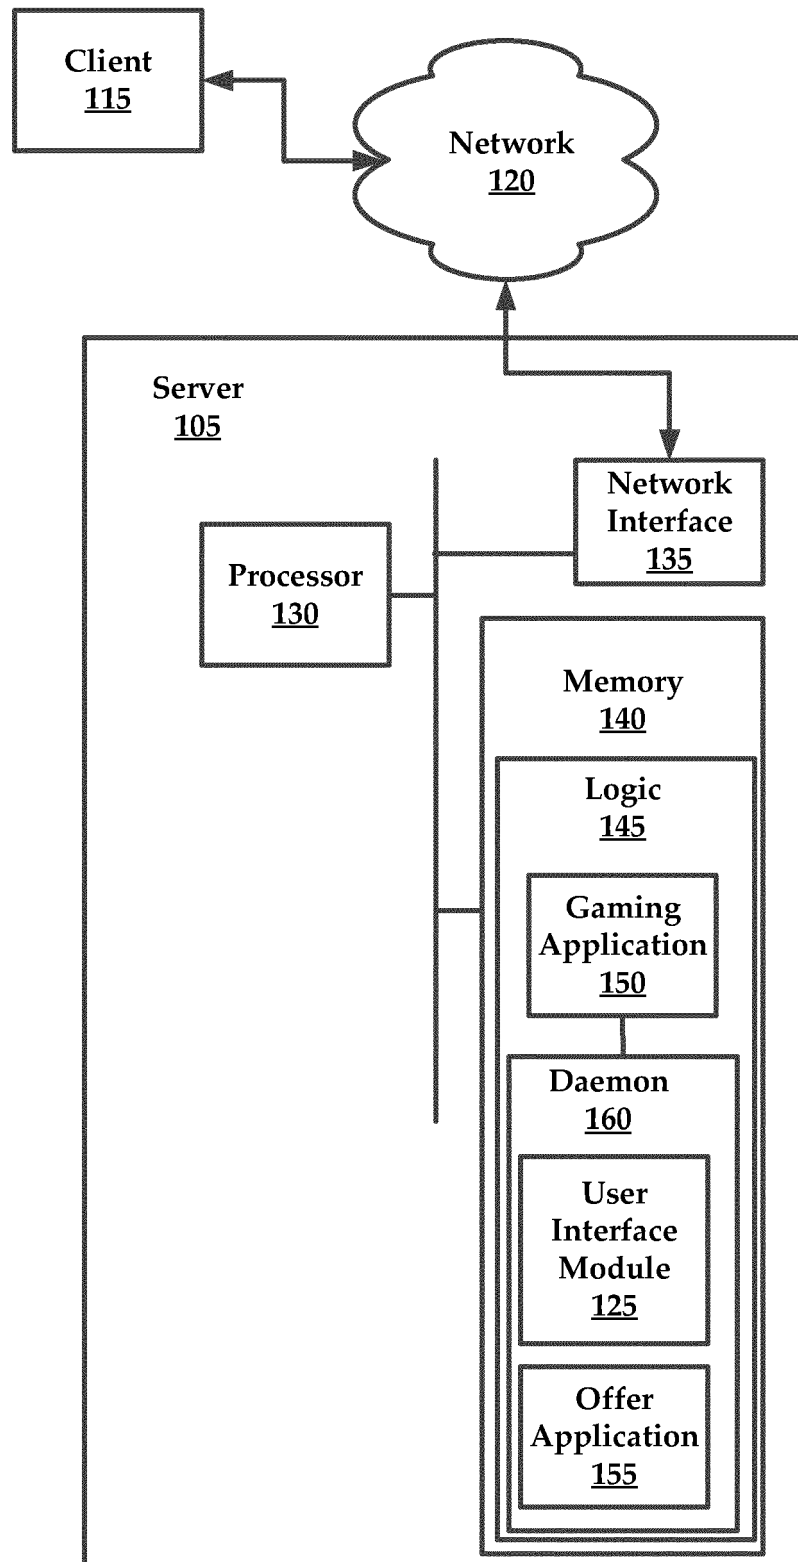 Client
115
Network
120
Server
105
Network
Interface
135
Processor
130
Memory
140
Logic
145
Gaming
Application
150
Daemon
160
User
Interface
Module
125
Offer
Application
155